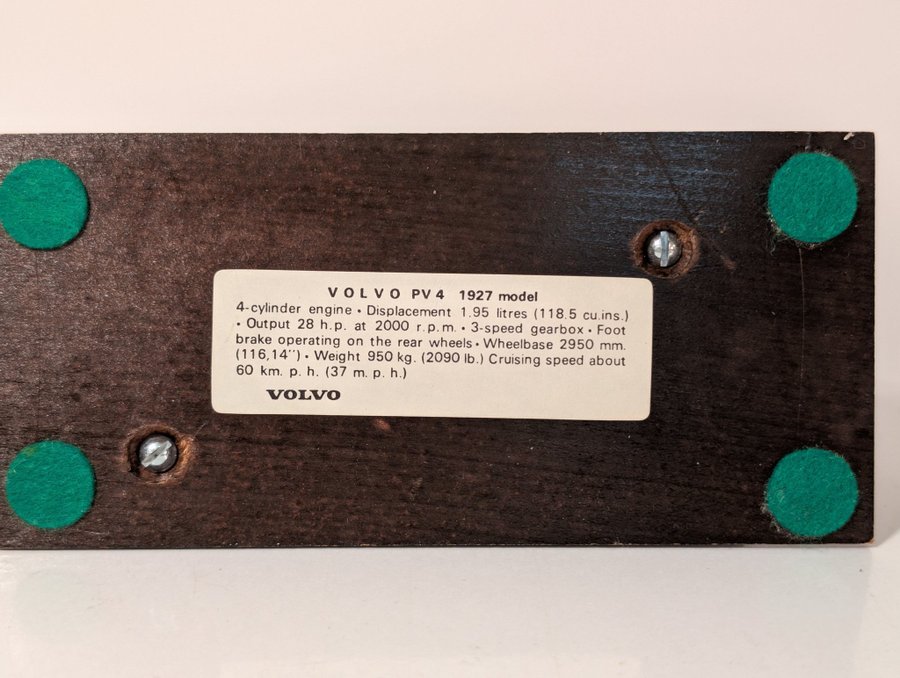 VOLVO PV4 1927 model
4-cylinder engine • Displacement 1.95 litres (118.5 cu.ins.)
• Output 28 h.p. at 2000 r.p.m. • 3-speed gearbox • Foot
brake operating on the rear wheels • Wheelbase 2950 mm.
(116,14'') • Weight 950 kg. (2090 lb.) Cruising speed about
60 km. p. h. (37 m. p. h.)
VOLVO